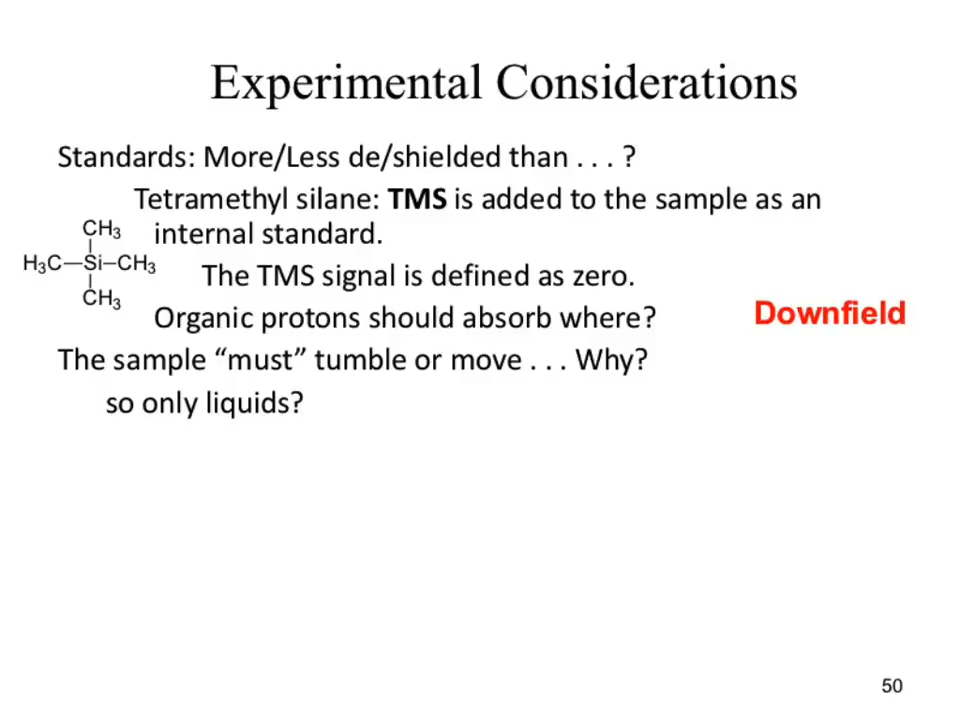 Experimental Considerations
Standards: More/Less de/shielded than . . . ?
Tetramethyl silane: TMS is added to the sample as an
internal standard.
CH3
H3C—Si—CH3
CH3
The TMS signal is defined as zero.
Organic protons should absorb where?
Downfield
The sample “must” tumble or move . . . Why?
so only liquids?
50